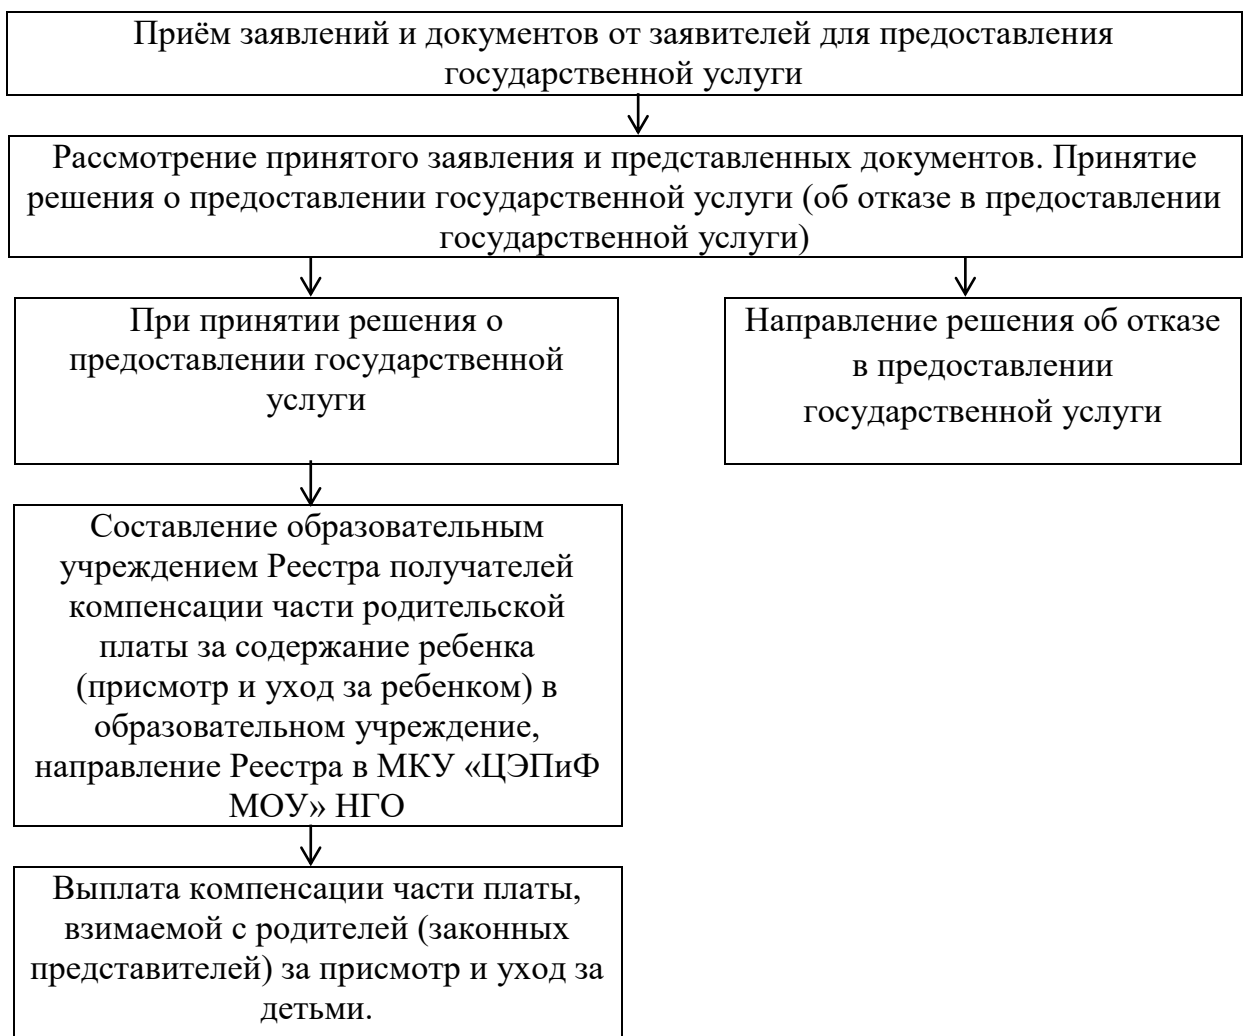 Приём заявлений и документов от заявителей для предоставления
государственной услуги
Рассмотрение принятого заявления и представленных документов. Принятие
решения о предоставлении государственной услуги (об отказе в предоставлении
государственной услуги)
При принятии решения о
предоставлении государственной
услуги
Направление решения об отказе
в предоставлении
государственной услуги
Составление образовательным
учреждением Реестра получателей
компенсации части родительской
платы за содержание ребенка
(присмотр и уход за ребенком) в
образовательном учреждение,
направление Реестра в МКУ «ЦЭПиФ
МОУ» НГО
Выплата компенсации части платы,
взимаемой с родителей (законных
представителей) за присмотр и уход за
детьми.